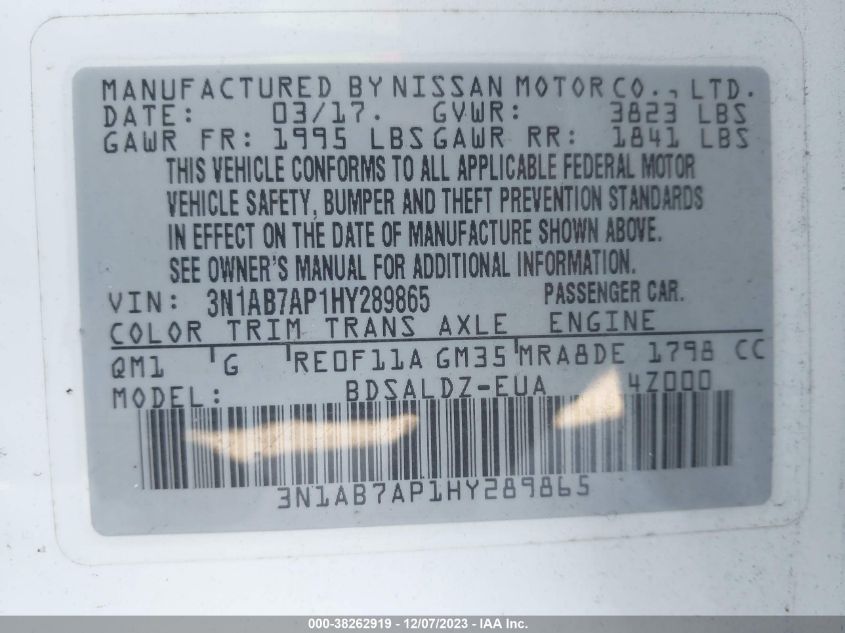 MANUFACTURED BY NISSAN MOTOR CO., LTD.
DATE: 03/17. GVWR: 3823 LBS
GAWR FR: 1995 LBS GAWR RR: 1841 LBS
THIS VEHICLE CONFORMS TO ALL APPLICABLE FEDERAL MOTOR
VEHICLE SAFETY, BUMPER AND THEFT PREVENTION STANDARDS
IN EFFECT ON THE DATE OF MANUFACTURE SHOWN ABOVE.
SEE OWNER'S MANUAL FOR ADDITIONAL INFORMATION.
VIN: 3N1AB7AP1HY289865 PASSENGER CAR.
COLOR TRIM TRANS AXLE ENGINE
QM1 G RE0F11A GM35 MRA8DE 1798 CC
MODEL: BDSALDZ-EUA 4Z000
3N1AB7AP1HY289865
000-38262919 - 12/07/2023 - IAA Inc.